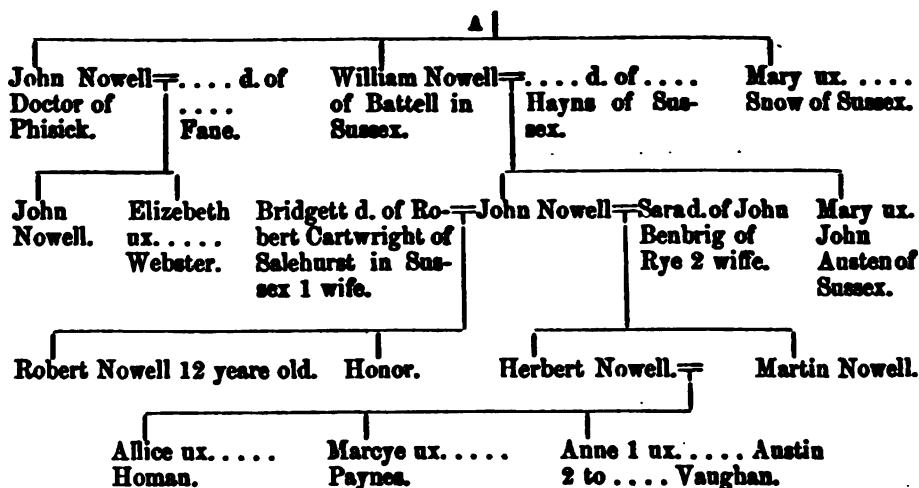 A
John Nowell=.... d. of
Doctor of ....
Phisick. Fane.
William Nowell=.... d. of ....
of Battell in Hayns of Sus-
Sussex. sex.
Mary ux.....
Snow of Sussex.
John
Nowell.
Elizebeth
ux.....
Webster.
Bridgett d. of Ro-
bert Cartwright of
Salehurst in Sus-
sex 1 wife.
=John Nowell=
Sara d. of John
Benbrig of
Rye 2 wiffe.
Mary ux.
John
Austen of
Sussex.
Robert Nowell 12 yeare old. Honor. Herbert Nowell.= Martin Nowell.
Allice ux.....
Homan.
Marcye ux.....
Paynes.
Anne 1 ux..... Austin
2 to .... Vaughan.